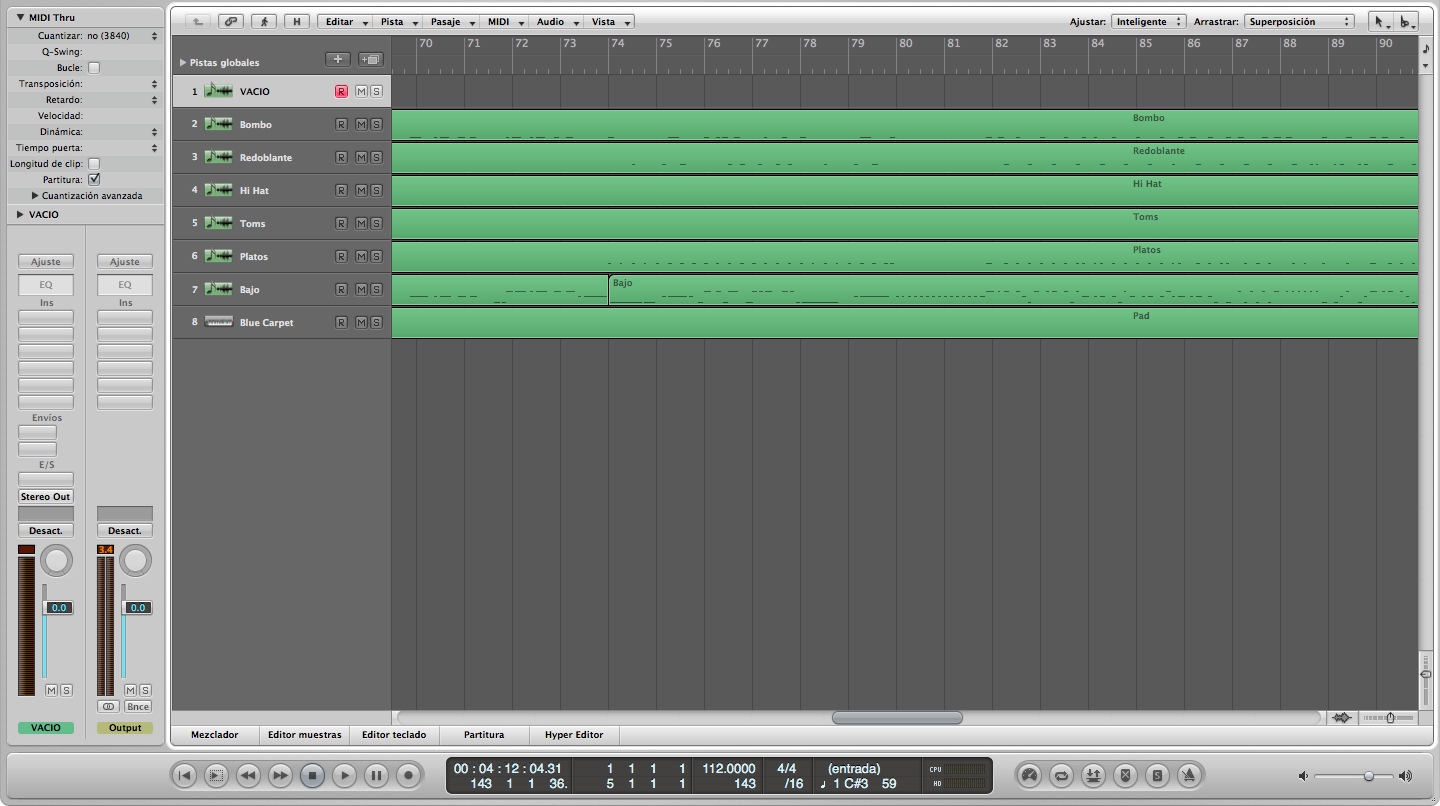 MIDI Thru
Cuantizar: no (3840)
Q-Swing:
Bucle:
Transposición:
Retardo:
Velocidad:
Dinámica:
Tiempo puerta:
Longitud de clip:
Partitura:
Cuantización avanzada
VACIO
Ajuste Ajuste
EQ EQ
Ins Ins
Envíos
E/S
Stereo Out
Desact. Desact.
3.4
0.0 0.0
M S M S
Bnce
VACIO Output
H Editar Pista Pasaje MIDI Audio Vista Ajustar: Inteligente Arrastrar: Superposición
70 71 72 73 74 75 76 77 78 79 80 81 82 83 84 85 86 87 88 89 90
Pistas globales
1 VACIO R M S
2 Bombo R M S Bombo
3 Redoblante R M S Redoblante
4 Hi Hat R M S Hi Hat
5 Toms R M S Toms
6 Platos R M S Platos
7 Bajo R M S Bajo
8 Blue Carpet R M S Pad
Mezclador Editor muestras Editor teclado Partitura Hyper Editor
00 : 04 : 12 : 04.31 1 1 1 1 112.0000 4/4 (entrada) CPU
143 1 1 36. 5 1 1 1 143 /16 ♩ 1 C#3 59 HD
S